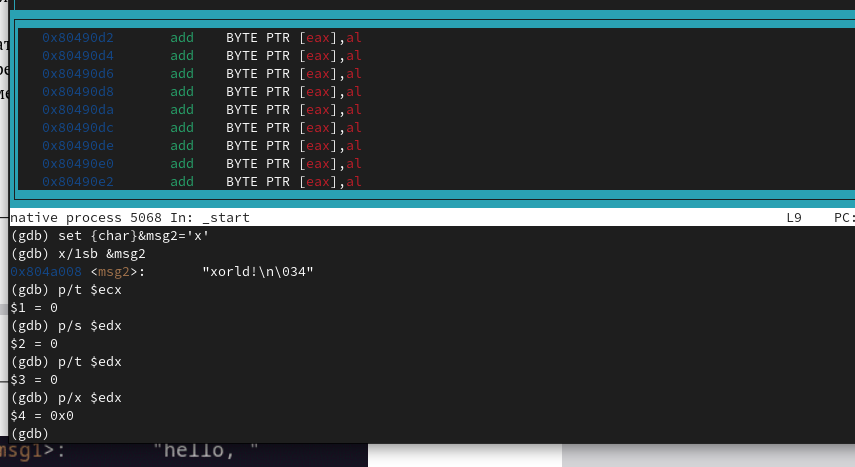 0x80490d2 add BYTE PTR [eax],al
0x80490d4 add BYTE PTR [eax],al
0x80490d6 add BYTE PTR [eax],al
0x80490d8 add BYTE PTR [eax],al
0x80490da add BYTE PTR [eax],al
0x80490dc add BYTE PTR [eax],al
0x80490de add BYTE PTR [eax],al
0x80490e0 add BYTE PTR [eax],al
0x80490e2 add BYTE PTR [eax],al
native process 5068 In: _start L9 PC:
(gdb) set {char}&msg2='x'
(gdb) x/1sb &msg2
0x804a008 <msg2>: "xorld!\n\034"
(gdb) p/t $ecx
$1 = 0
(gdb) p/s $edx
$2 = 0
(gdb) p/t $edx
$3 = 0
(gdb) p/x $edx
$4 = 0x0
(gdb)
msg1>: "hello, "